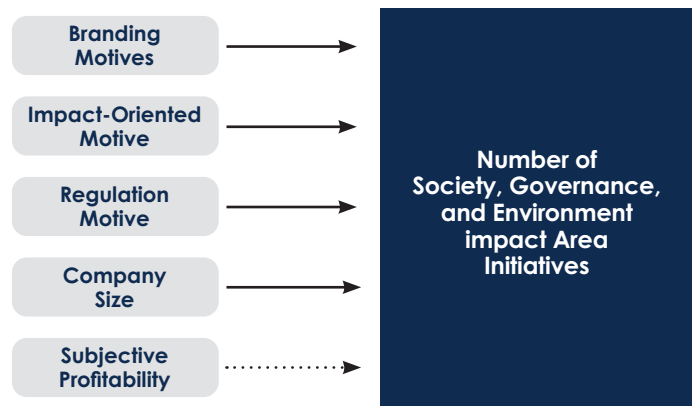 Branding
Motives
Impact-Oriented
Motive
Regulation
Motive
Company
Size
Subjective
Profitability
Number of
Society, Governance,
and Environment
impact Area
Initiatives